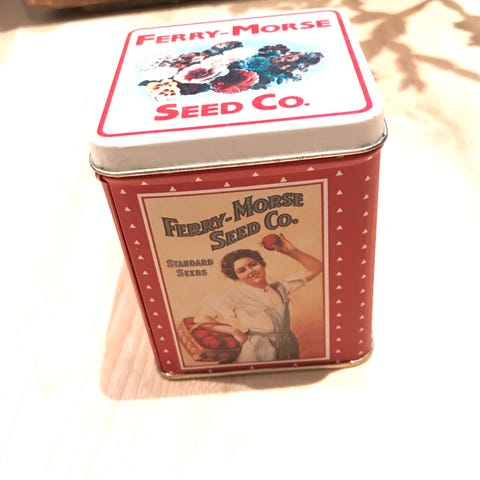 FERRY-MORSE
SEED CO.
FERRY-MORSE
SEED CO.
STANDARD
SEEDS